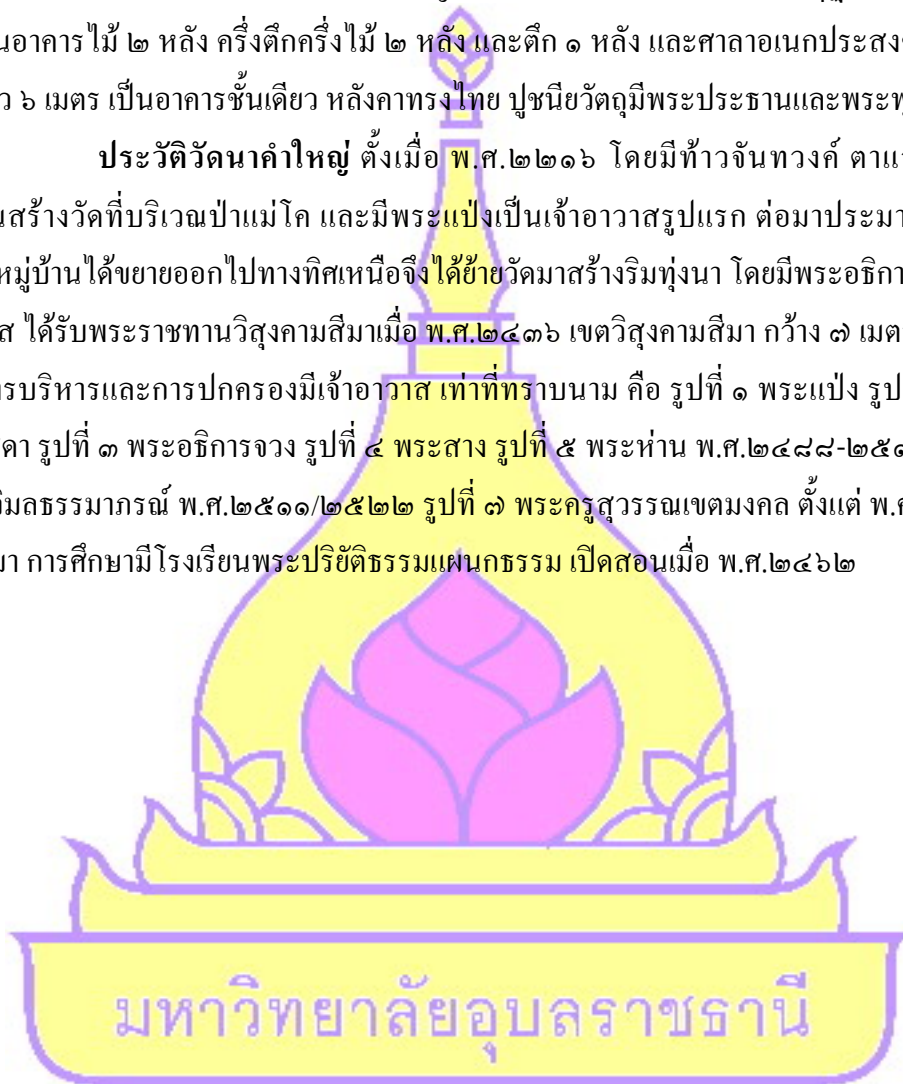 นอาคารไม้ ๒ หลัง ครึ่งตึกครึ่งไม้ ๒ หลัง และตึก ๑ หลัง และศาลาอเนกประสงค์
ว ๖ เมตร เป็นอาคารชั้นเดียว หลังคาทรงไทย ปูชนียวัตถุมีพระประธานและพระพุ
ประวัติวัดนาคำใหญ่ ตั้งเมื่อ พ.ศ.๒๒๑๖ โดยมีท้าวจันทวงค์ ตาแ
นสร้างวัดที่บริเวณป่าแม่โค และมีพระแป่งเป็นเจ้าอาวาสรูปแรก ต่อมาประมา
หมู่บ้านได้ขยายออกไปทางทิศเหนือจึงได้ย้ายวัดมาสร้างริมทุ่งนา โดยมีพระอธิกา
ส ได้รับพระราชทานวิสุงคามสีมาเมื่อ พ.ศ.๒๔๓๖ เขตวิสุงคามสีมา กว้าง ๗ เมต
ารบริหารและการปกครองมีเจ้าอาวาส เท่าที่ทราบนาม คือ รูปที่ ๑ พระแป่ง รูป
ดา รูปที่ ๓ พระอธิการจวง รูปที่ ๔ พระสาง รูปที่ ๕ พระห่าน พ.ศ.๒๔๘๘-๒๕๑
วิมลธรรมาภรณ์ พ.ศ.๒๕๑๑/๒๕๒๒ รูปที่ ๗ พระครูสุวรรณเขตมงคล ตั้งแต่ พ.ศ
มา การศึกษามีโรงเรียนพระปริยัติธรรมแผนกธรรม เปิดสอนเมื่อ พ.ศ.๒๔๖๒
มหาวิทยาลัยอุบลราชธานี